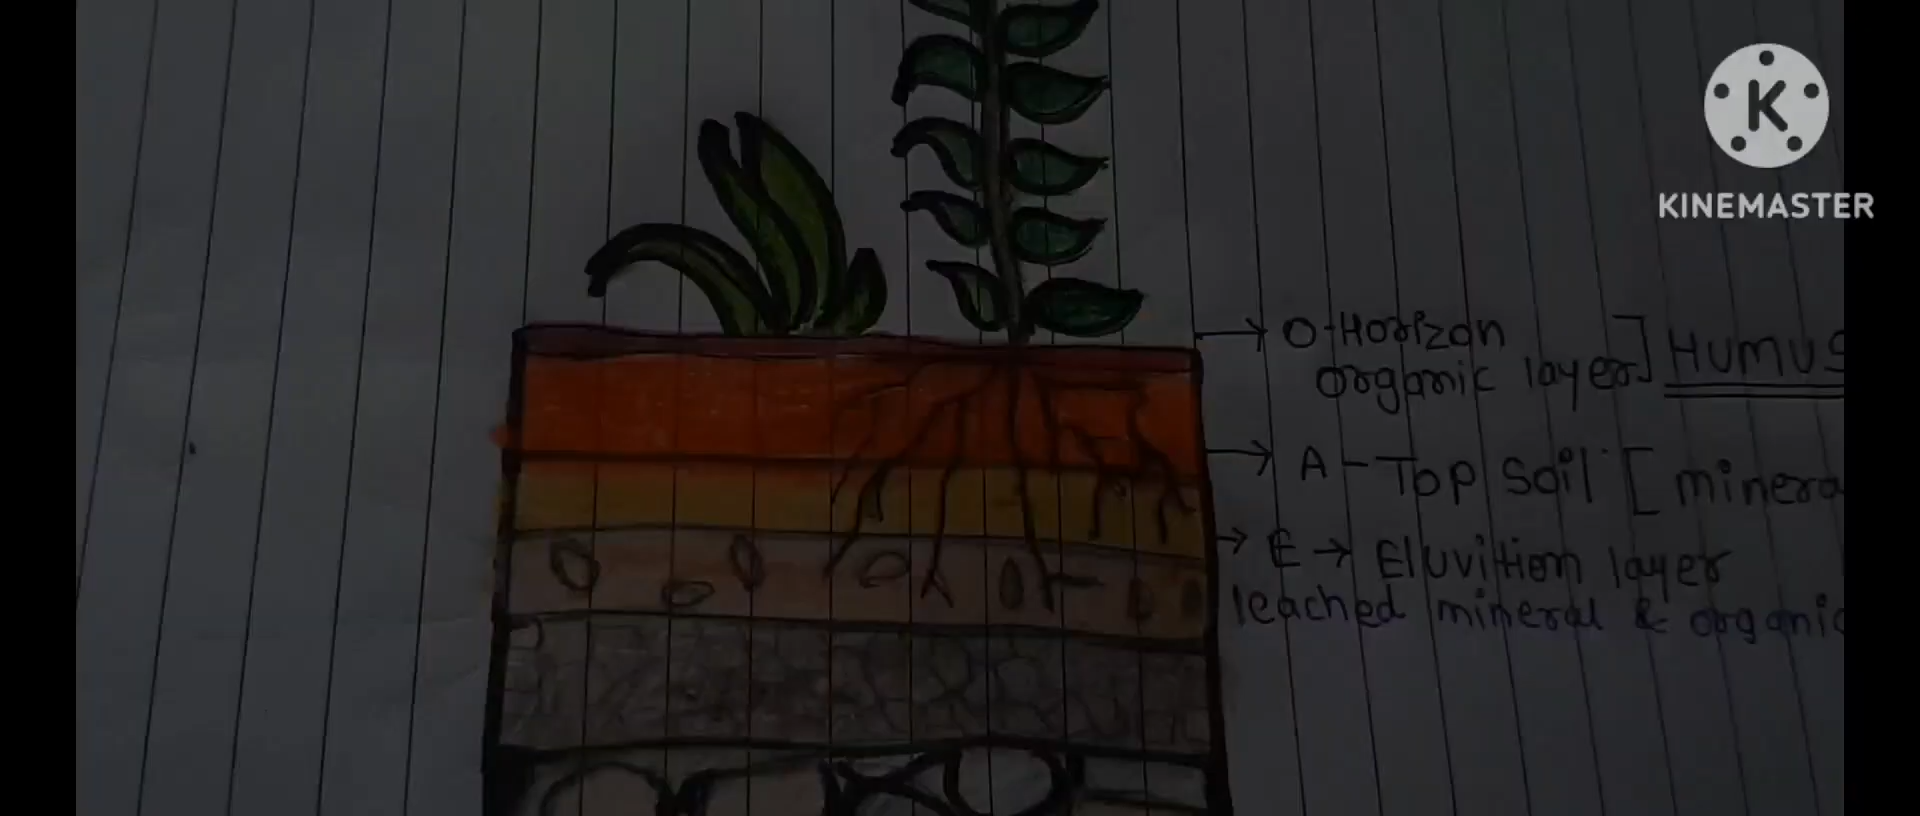 KINEMASTER
O-Horizon
organic layer] HUMUS
A - Top Soil [minera
E → Eluvition layer
leached mineral & organic